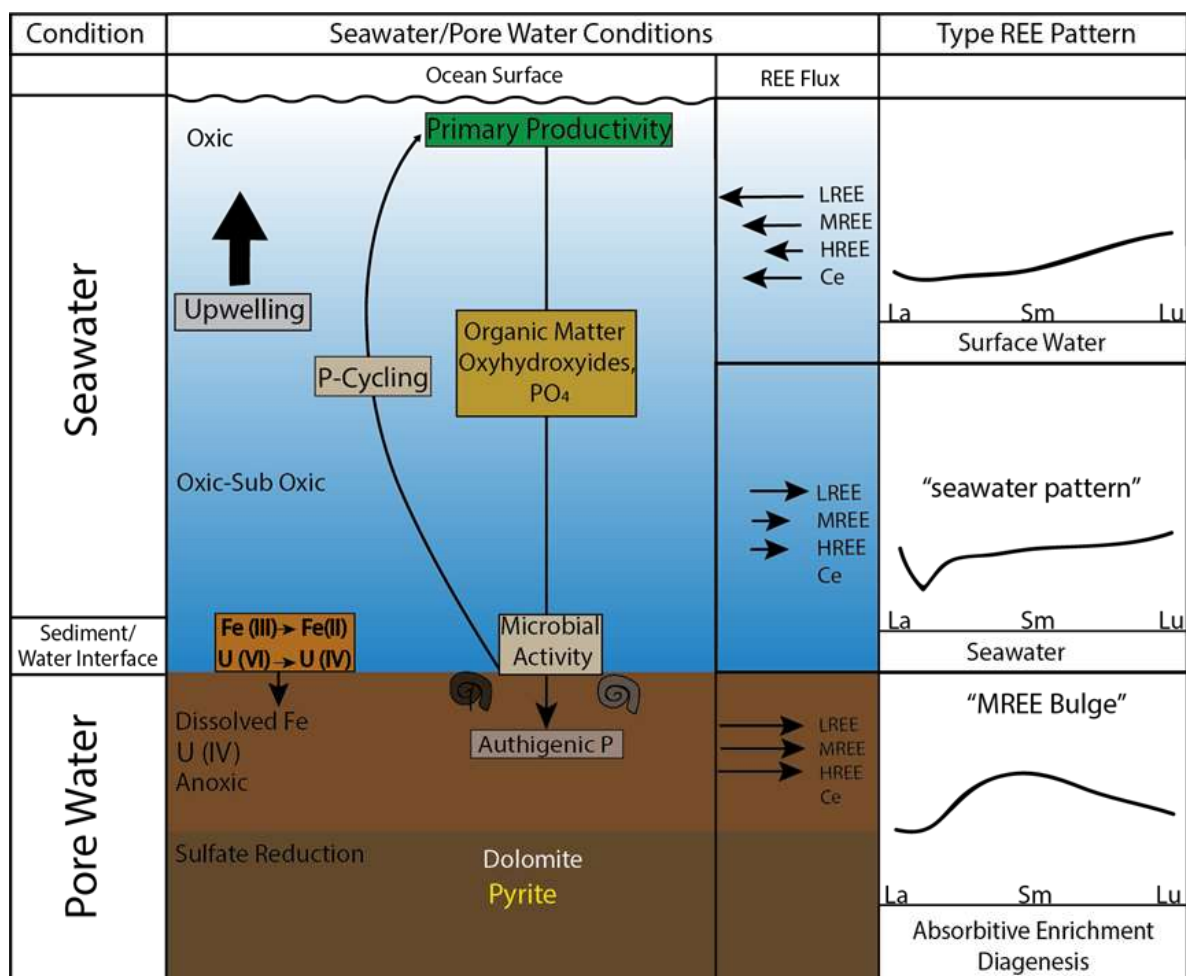 Condition
Seawater/Pore Water Conditions
Type REE Pattern
Ocean Surface
REE Flux
Seawater
Oxic
Primary Productivity
Upwelling
P-Cycling
Organic Matter
Oxyhydroxyides,
PO₄
Oxic-Sub Oxic
LREE
MREE
HREE
Ce
La Sm Lu
Surface Water
LREE
MREE
HREE
Ce
"seawater pattern"
La Sm Lu
Seawater
Sediment/
Water Interface
Fe (III)→ Fe(II)
U (VI)→ U (IV)
Microbial
Activity
Pore Water
Dissolved Fe
U (IV)
Anoxic
P
Authigenic P
LREE
MREE
HREE
Ce
"MREE Bulge"
La Sm Lu
Sulfate Reduction
Dolomite
Pyrite
Absorbitive Enrichment
Diagenesis